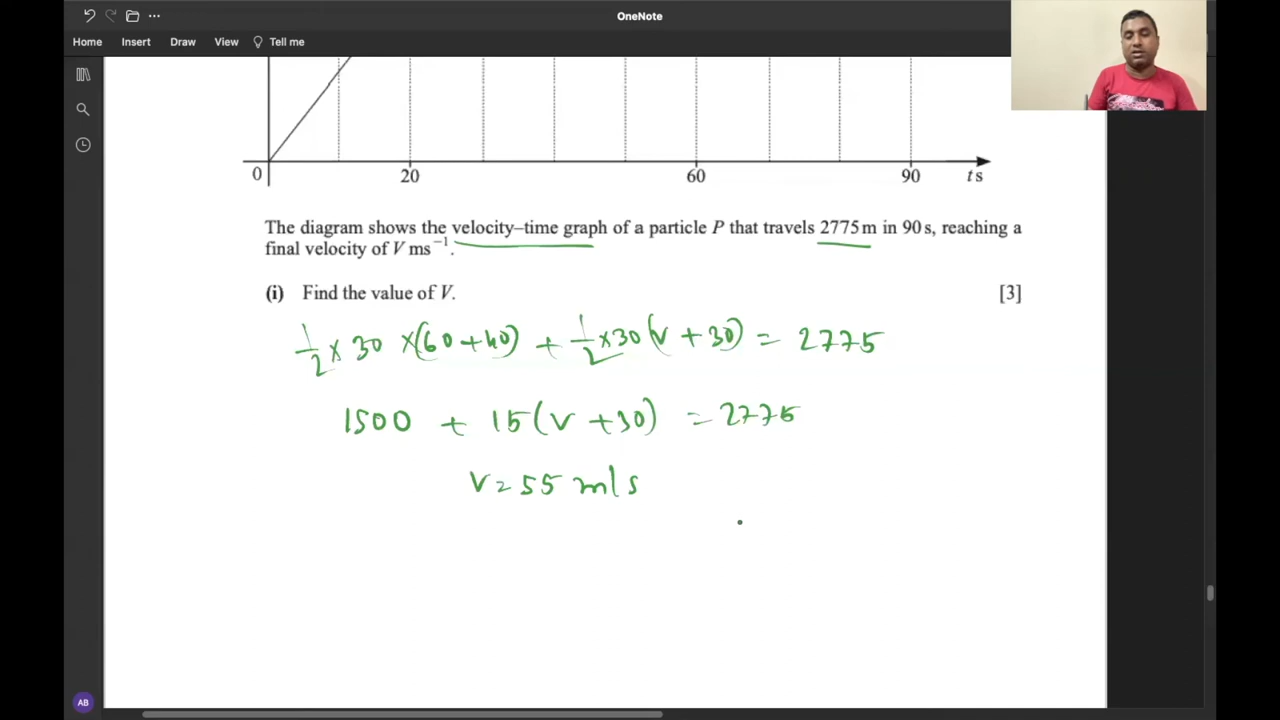 OneNote
Home Insert Draw View Tell me
0 20 60 90 t s
The diagram shows the velocity–time graph of a particle P that travels 2775 m in 90 s, reaching a
final velocity of V ms⁻¹.
(i) Find the value of V. [3]
1/2 × 30 ×(60+40) + 1/2 ×30 (V + 30) = 2775
1500 + 15(V +30) = 2775
V = 55 m/s
AB